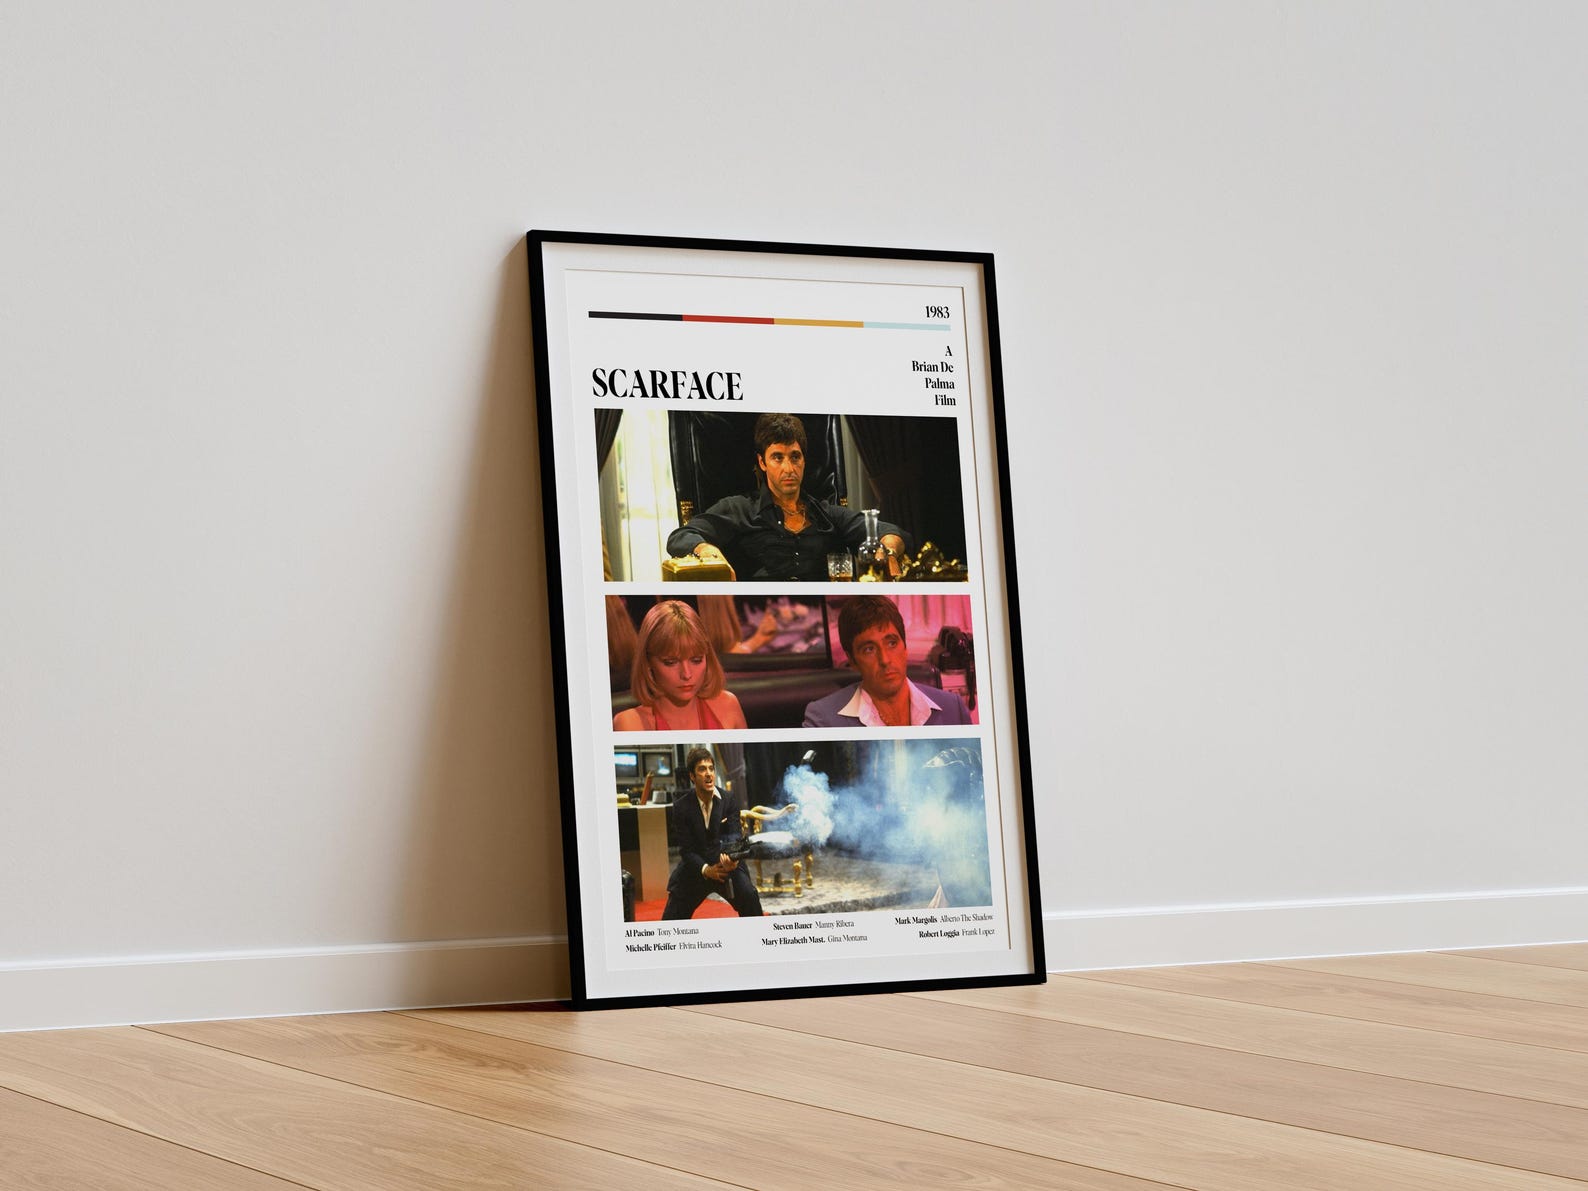 1983
A
Brian De
Palma
Film
SCARFACE
Al Pacino Tony Montana
Michelle Pfeiffer Elvira Hancock
Steven Bauer Manny Ribera
Mary Elizabeth Mast. Gina Montana
Mark Margolis Alberto The Shadow
Robert Loggia Frank Lopez